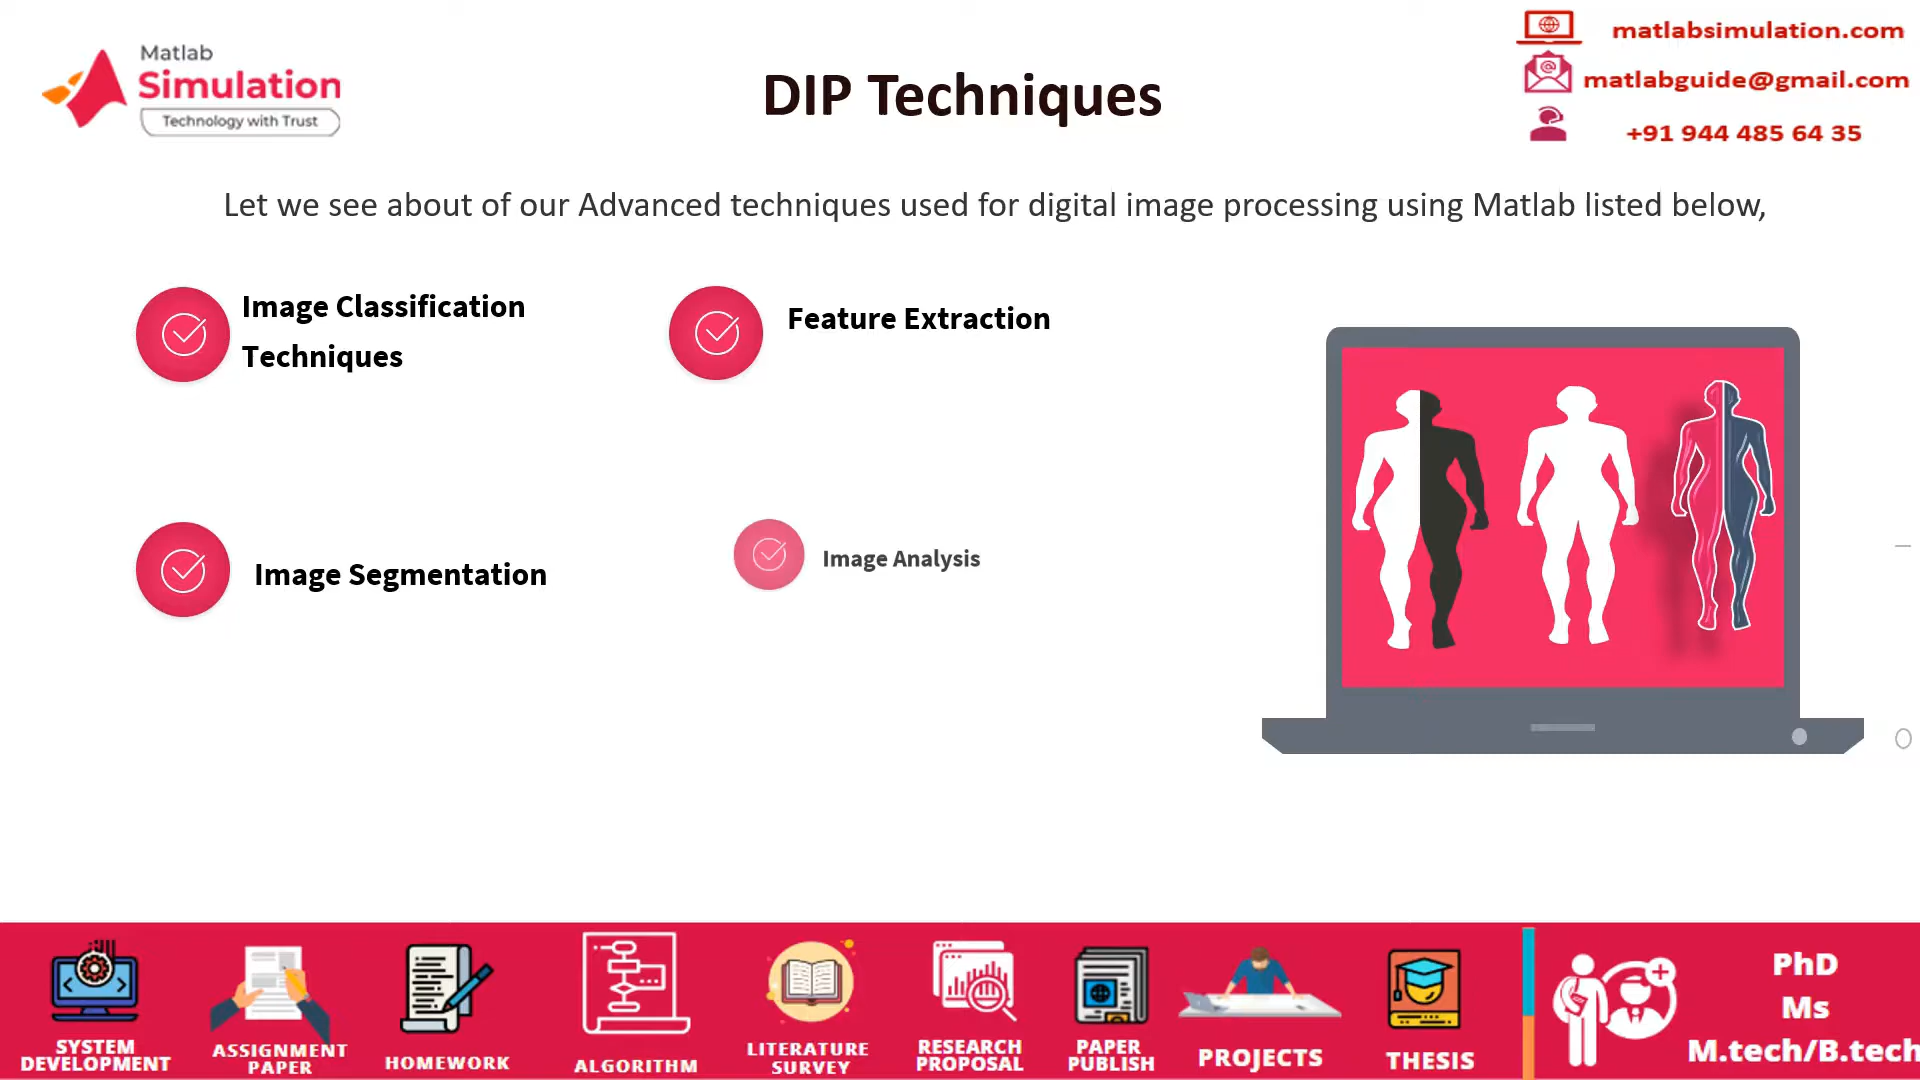 Matlab
Simulation
Technology with Trust
DIP Techniques
matlabsimulation.com
matlabguide@gmail.com
+91 944 485 64 35
Let we see about of our Advanced techniques used for digital image processing using Matlab listed below,
Image Classification
Techniques
Feature Extraction
Image Segmentation
Image Analysis
SYSTEM
DEVELOPMENT
ASSIGNMENT
PAPER
HOMEWORK
ALGORITHM
LITERATURE
SURVEY
RESEARCH
PROPOSAL
PAPER
PUBLISH
PROJECTS
THESIS
PhD
Ms
M.tech/B.tech